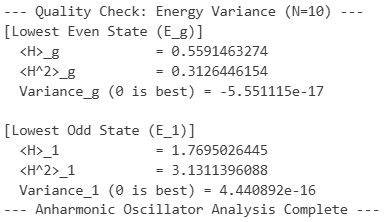 --- Quality Check: Energy Variance (N=10) ---
[Lowest Even State (E_g)]
<H>_g = 0.5591463274
<H^2>_g = 0.3126446154
Variance_g (0 is best) = -5.551115e-17
[Lowest Odd State (E_1)]
<H>_1 = 1.7695026445
<H^2>_1 = 3.1311396088
Variance_1 (0 is best) = 4.440892e-16
--- Anharmonic Oscillator Analysis Complete ---